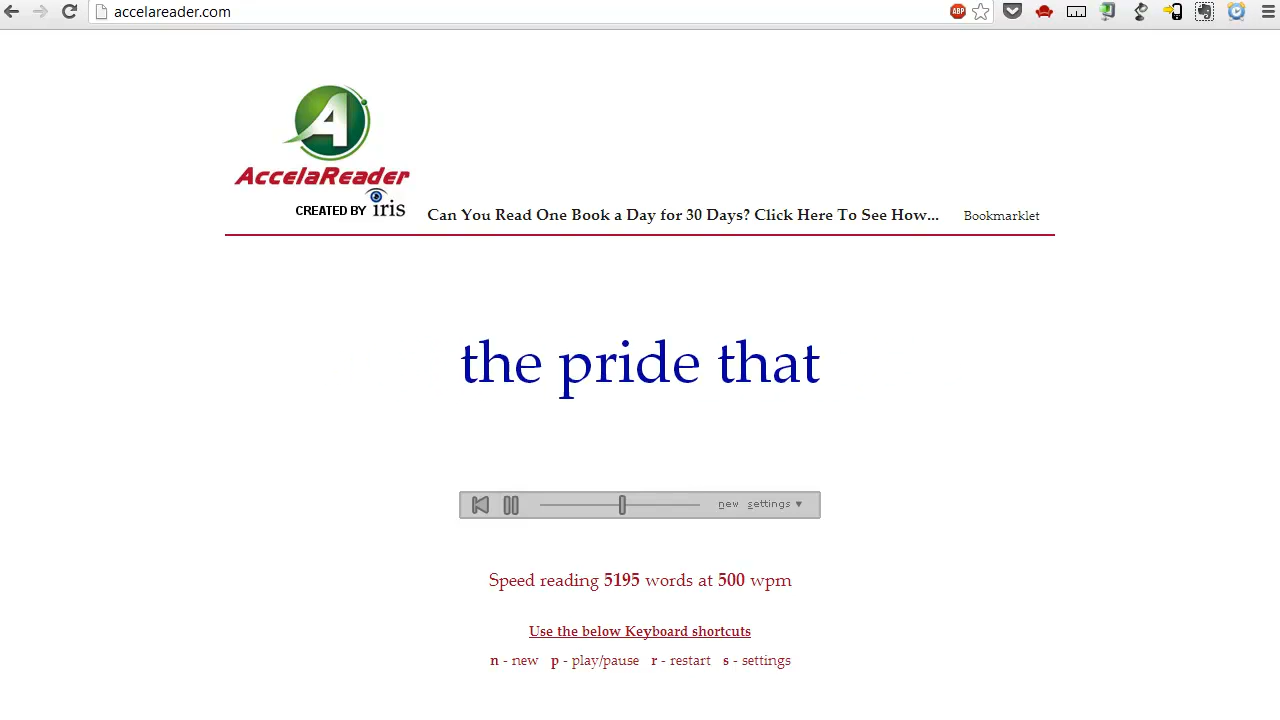 accelareader.com
ABP
A
AccelaReader
CREATED BY iris
Can You Read One Book a Day for 30 Days? Click Here To See How... Bookmarklet
the pride that
new settings ▼
Speed reading 5195 words at 500 wpm
Use the below Keyboard shortcuts
n - new p - play/pause r - restart s - settings